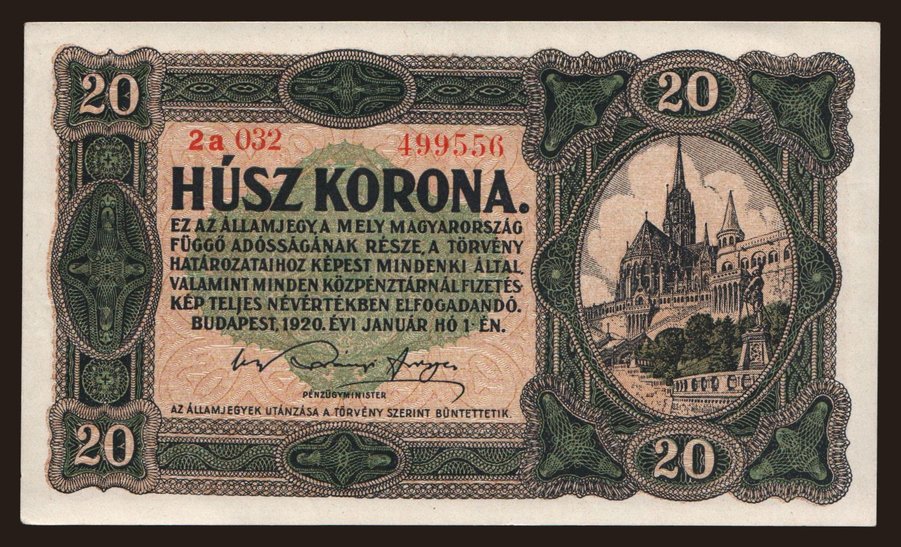 20 20
2a 032 499556
HÚSZ KORONA.
EZ AZ ÁLLAMJEGY, A MELY MAGYARORSZÁG
FÜGGŐ ADÓSSÁGÁNAK RÉSZE, A TÖRVÉNY
HATÁROZATAIHOZ KÉPEST MINDENKI ÁLTAL,
VALAMINT MINDEN KÖZPÉNZTÁRNÁL FIZETÉS-
KÉP TELJES NÉVÉRTÉKBEN ELFOGADANDÓ.
BUDAPEST, 1920. ÉVI JANUÁR HÓ 1-ÉN.
PÉNZÜGYMINISTER
AZ ÁLLAMJEGYEK UTÁNZÁSA A TÖRVÉNY SZERINT BÜNTETTETIK.
20 20